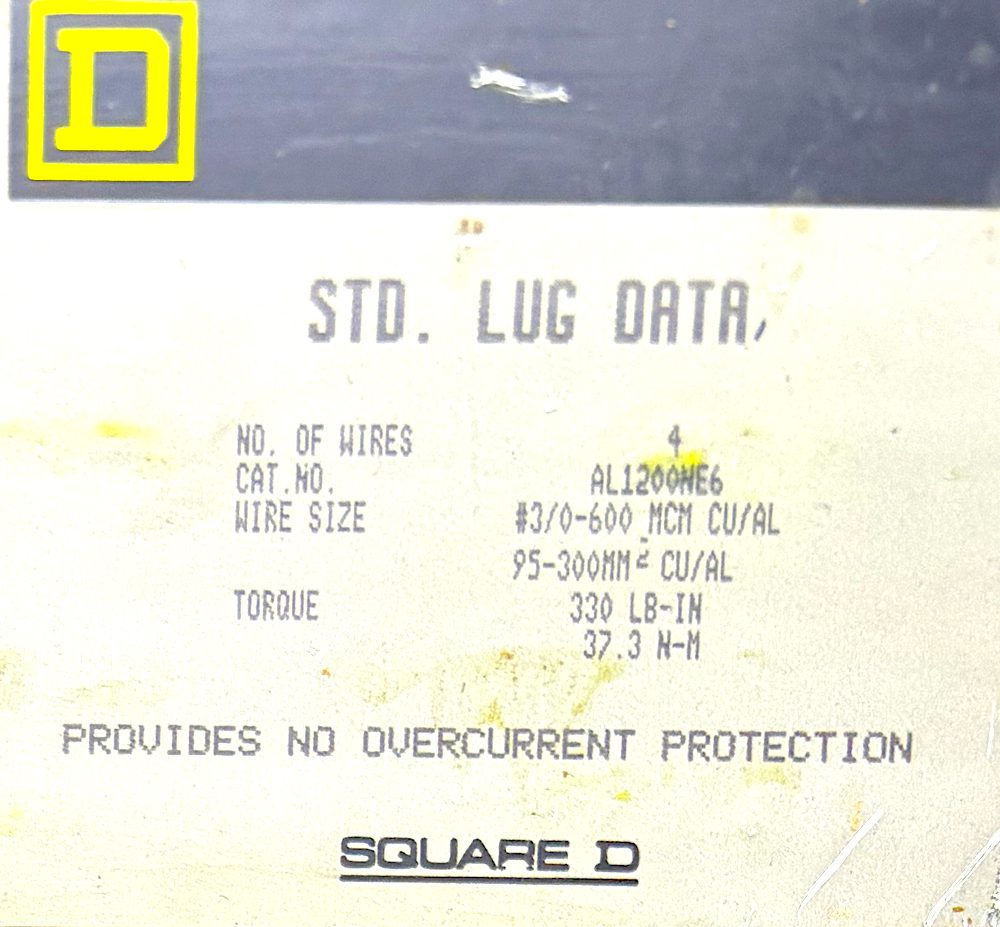 D
STD. LUG DATA,
NO. OF WIRES 4
CAT.NO. AL1200NE6
WIRE SIZE #3/0-600 MCM CU/AL
95-300MM² CU/AL
TORQUE 330 LB-IN
37.3 N-M
PROVIDES NO OVERCURRENT PROTECTION
SQUARE D